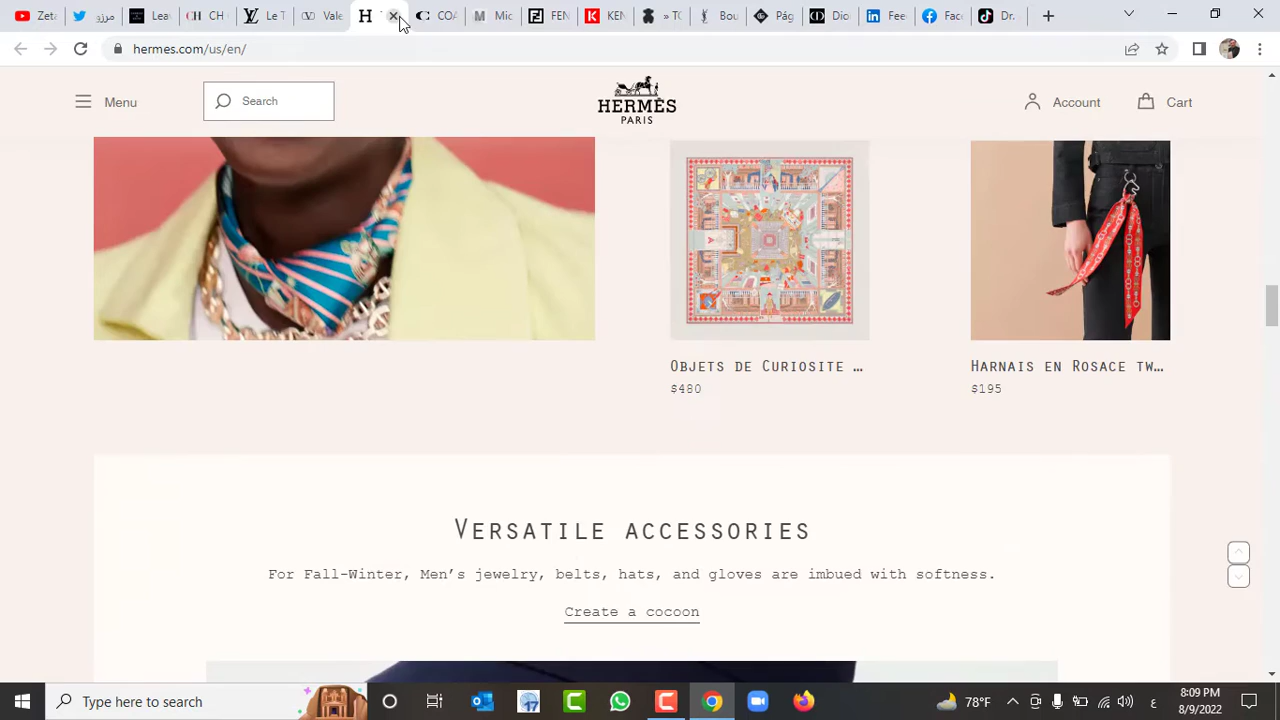 Zeta
مرزو
Lea
CH
Le T
Vale
CO
Mic
FEN
KEN
» TO
Bou
Pág
Dio
Fee
Fac
Dr.
hermes.com/us/en/
Menu
Search
HERMÈS
PARIS
Account
Cart
Objets de Curiosite ...
$480
Harnais en Rosace tw...
$195
Versatile accessories
For Fall-Winter, Men's jewelry, belts, hats, and gloves are imbued with softness.
Create a cocoon
Type here to search
78°F
ع
8:09 PM
8/9/2022